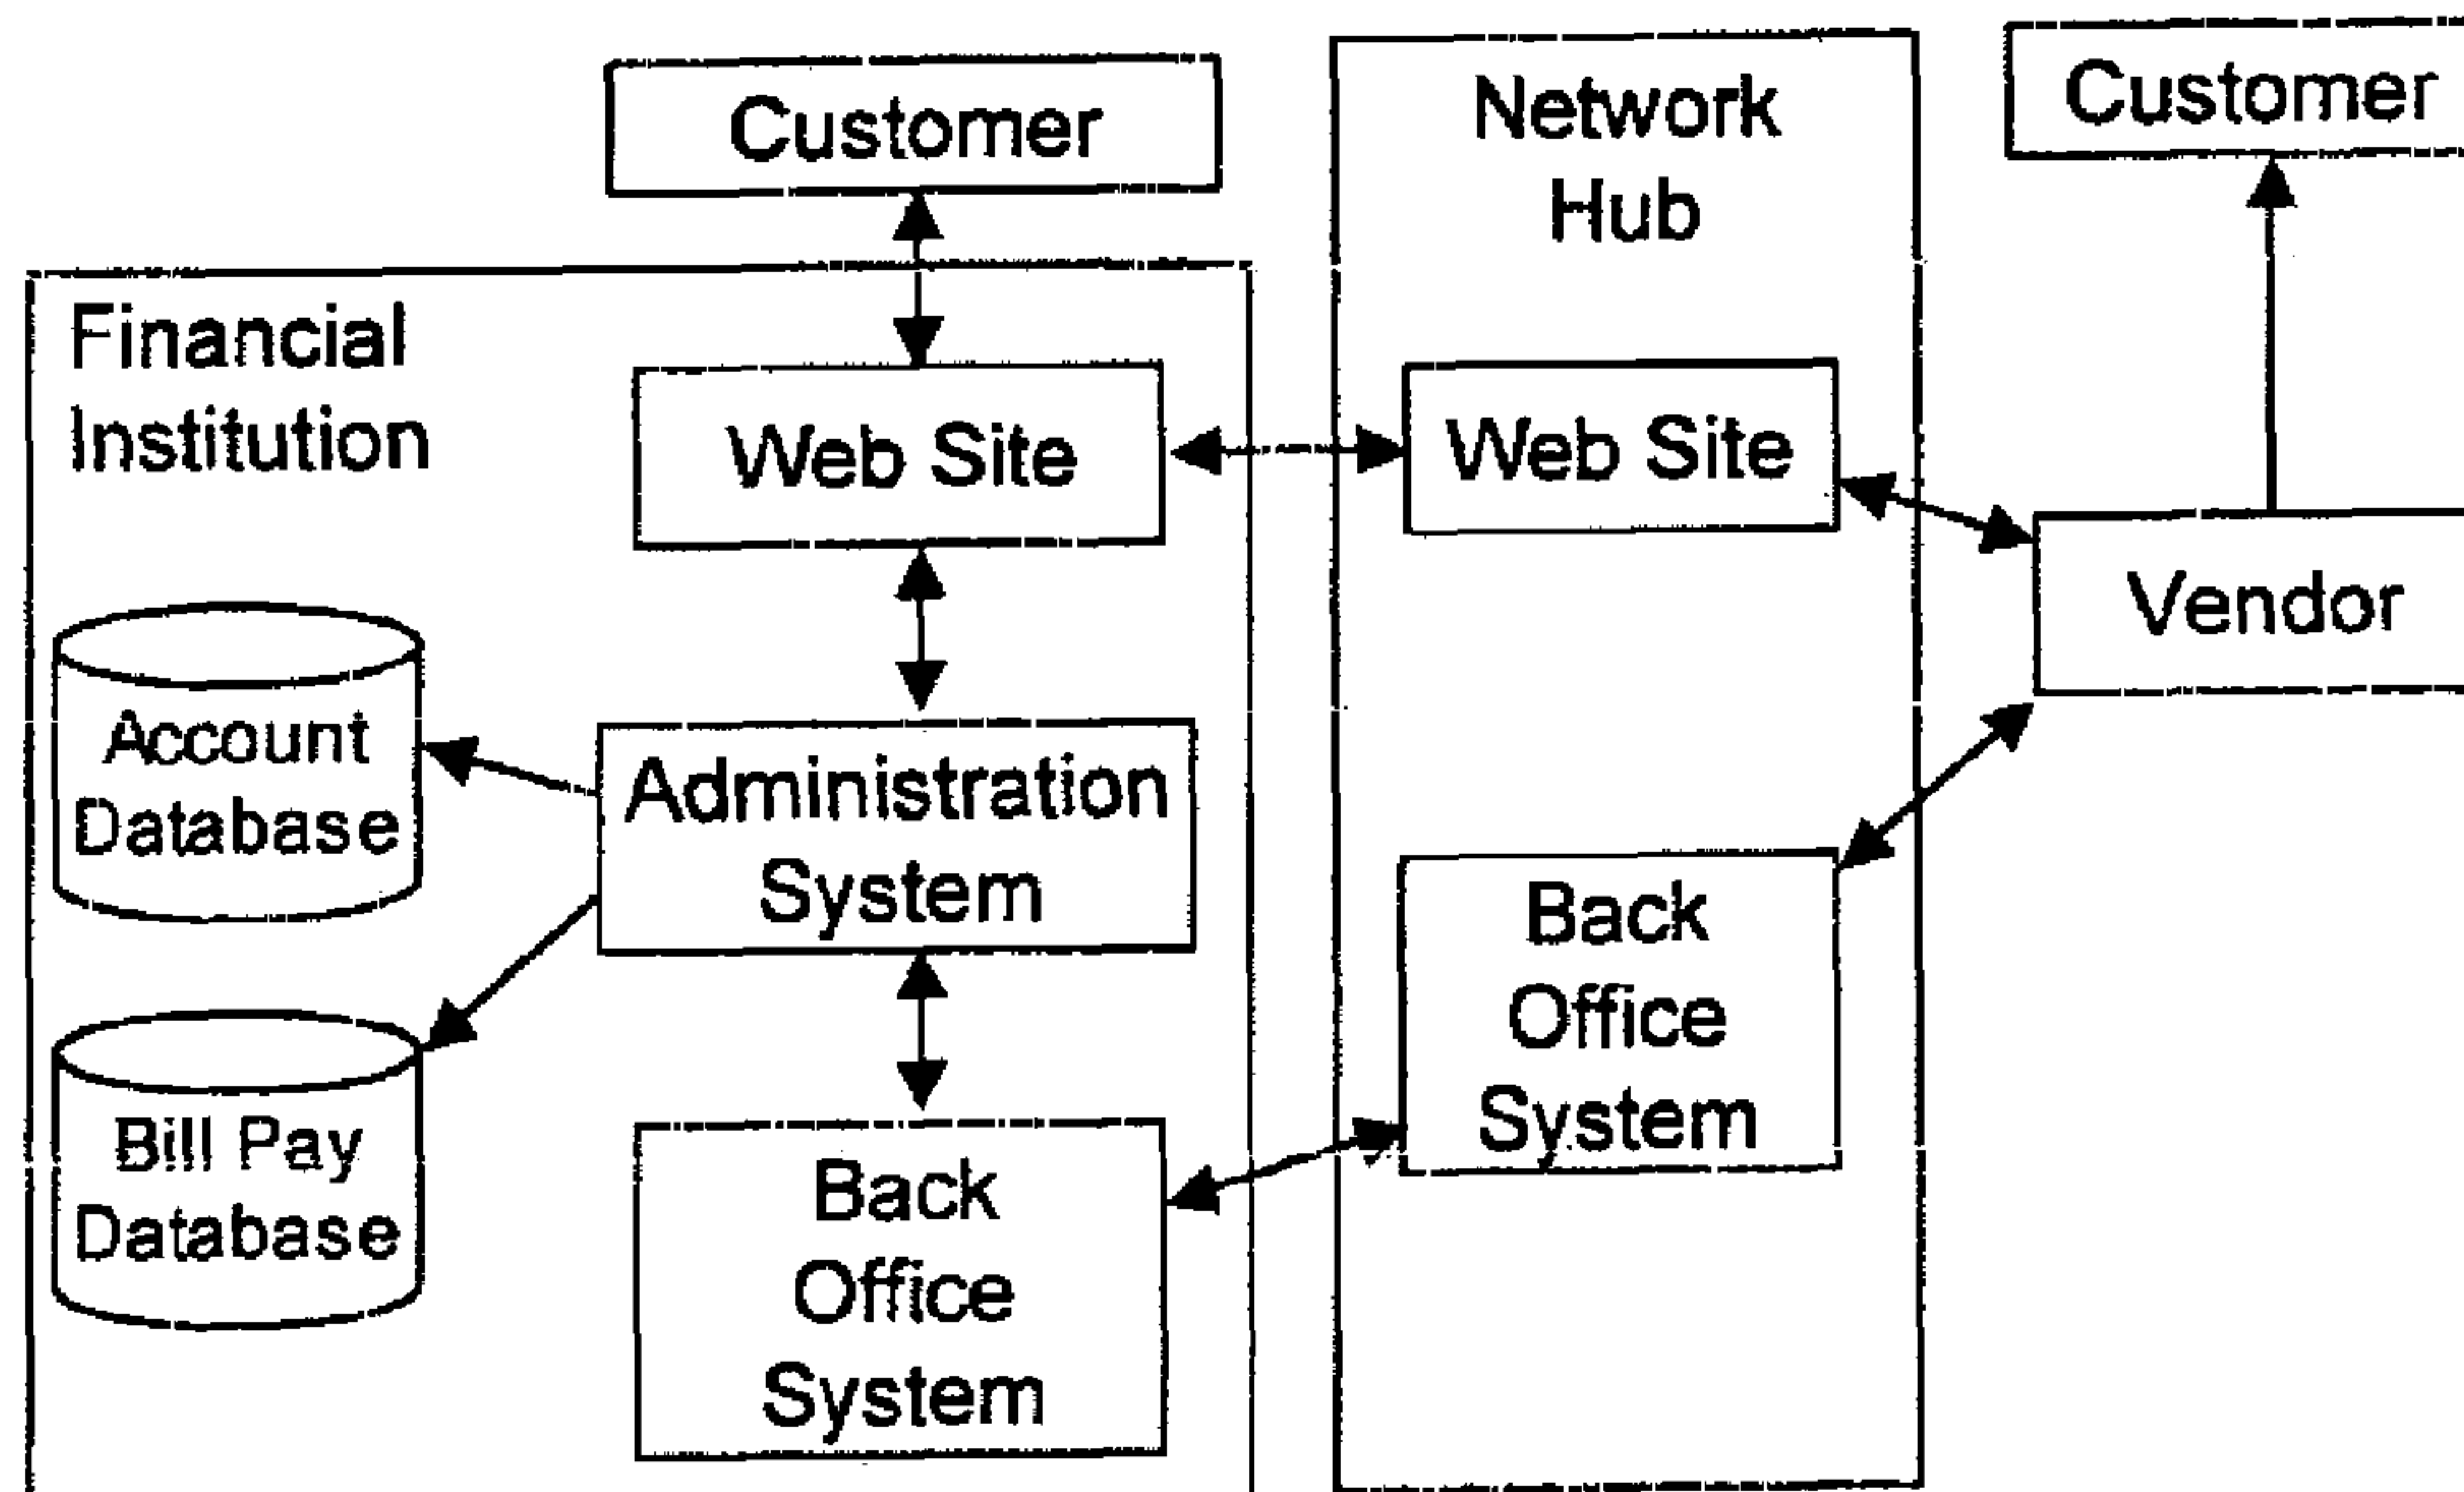 Customer
Network
Hub
Customer
Financial
Institution
Web Site
Web Site
Vendor
Account
Database
Administration
System
Back
Office
System
Bill Pay
Database
Back
Office
System